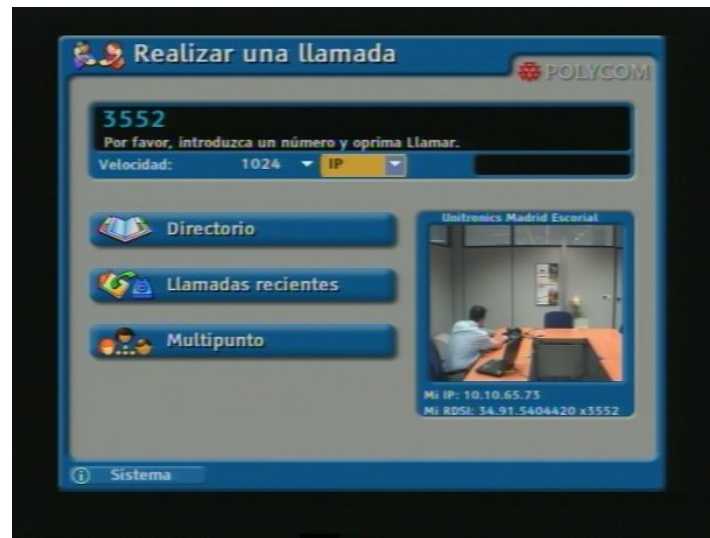 Realizar una llamada
POLYCOM
3552
Por favor, introduzca un número y oprima Llamar.
Velocidad: 1024 IP
Directorio
Unitronics Madrid Escorial
Llamadas recientes
Multipunto
Mi IP: 10.10.65.73
Mi RDSI: 34.91.5404420 x3552
Sistema